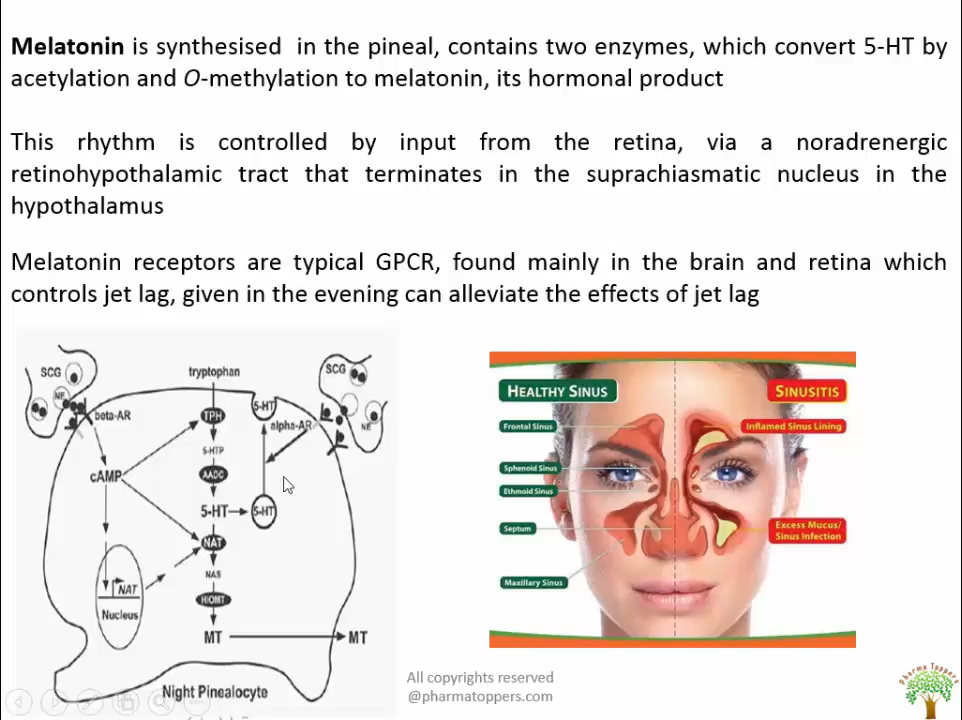 Melatonin is synthesised in the pineal, contains two enzymes, which convert 5-HT by
acetylation and O-methylation to melatonin, its hormonal product
This rhythm is controlled by input from the retina, via a noradrenergic
retinohypothalamic tract that terminates in the suprachiasmatic nucleus in the
hypothalamus
Melatonin receptors are typical GPCR, found mainly in the brain and retina which
controls jet lag, given in the evening can alleviate the effects of jet lag
SCG
NE
beta-AR
cAMP
NAT
Nucleus
tryptophan
TPH
5-HTP
AADC
5-HT
NAT
NAS
HIOMT
MT
5-HT
5-HT
alpha-AR
SCG
NE
MT
Night Pinealocyte
HEALTHY SINUS
Frontal Sinus
Sphenoid Sinus
Ethmoid Sinus
Septum
Maxillary Sinus
SINUSITIS
Inflamed Sinus Lining
Excess Mucus/
Sinus Infection
All copyrights reserved
@pharmatoppers.com
Pharma Toppers